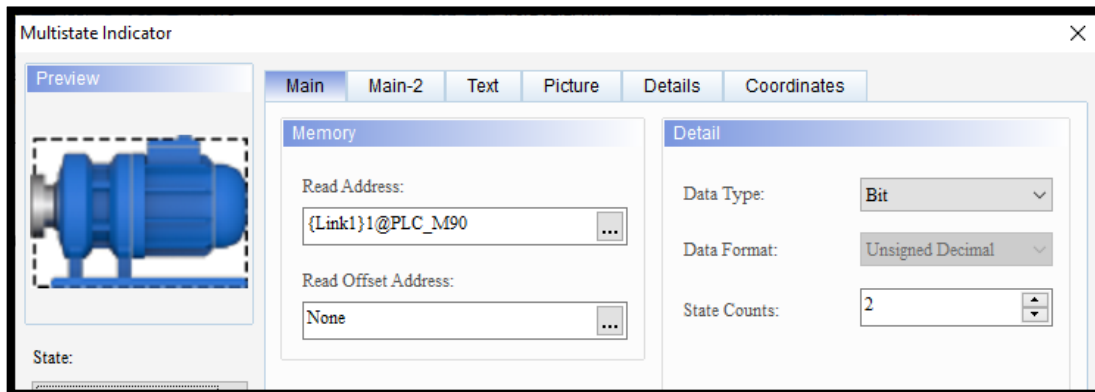 Multistate Indicator
Preview
Main
Main-2
Text
Picture
Details
Coordinates
Memory
Read Address:
{Link1}1@PLC_M90
...
Read Offset Address:
None
...
Detail
Data Type:
Bit
Data Format:
Unsigned Decimal
State Counts:
2
State: